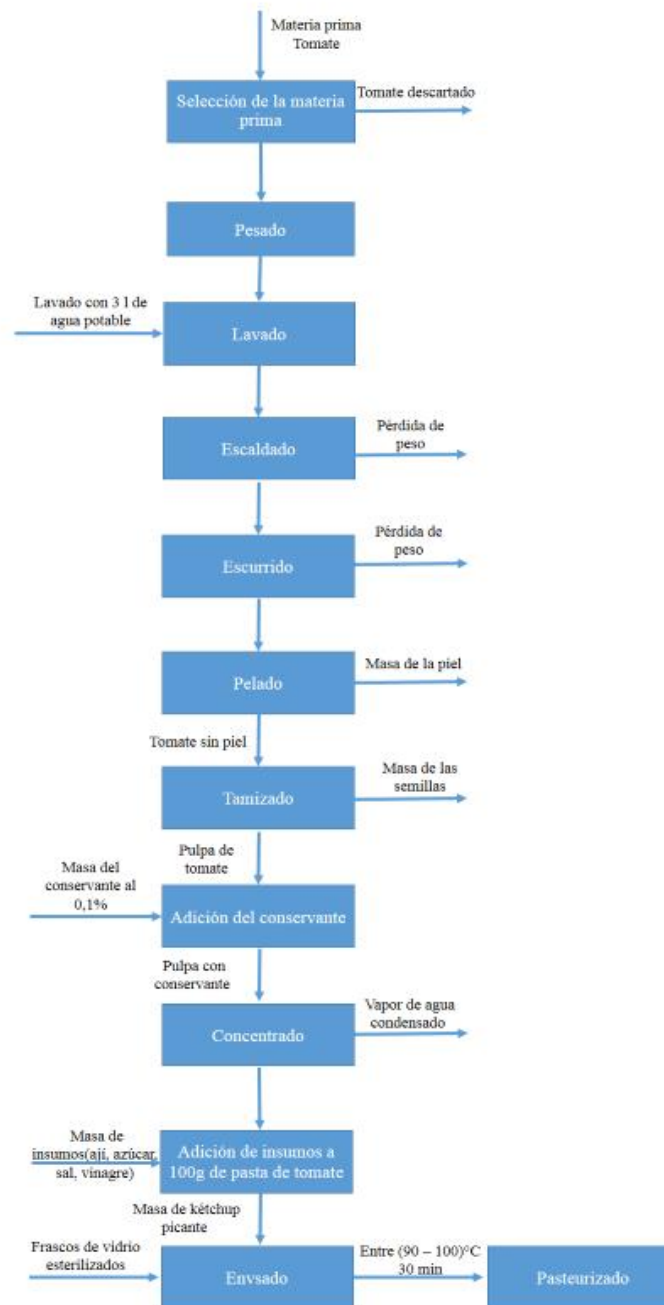 Materia prima
Tomate
Selección de la materia
prima
Tomate descartado
Pesado
Lavado con 3 l de
agua potable
Lavado
Escaldado
Pérdida de
peso
Escurrido
Pérdida de
peso
Pelado
Masa de la piel
Tomate sin piel
Tamizado
Masa de las
semillas
Pulpa de
tomate
Masa del
conservante al
0,1%
Adición del conservante
Pulpa con
conservante
Concentrado
Vapor de agua
condensado
Masa de
insumos(ají, azúcar,
sal, vinagre)
Adición de insumos a
100g de pasta de tomate
Masa de kétchup
picante
Frascos de vidrio
esterilizados
Envsado
Entre (90 – 100)°C
30 min
Pasteurizado